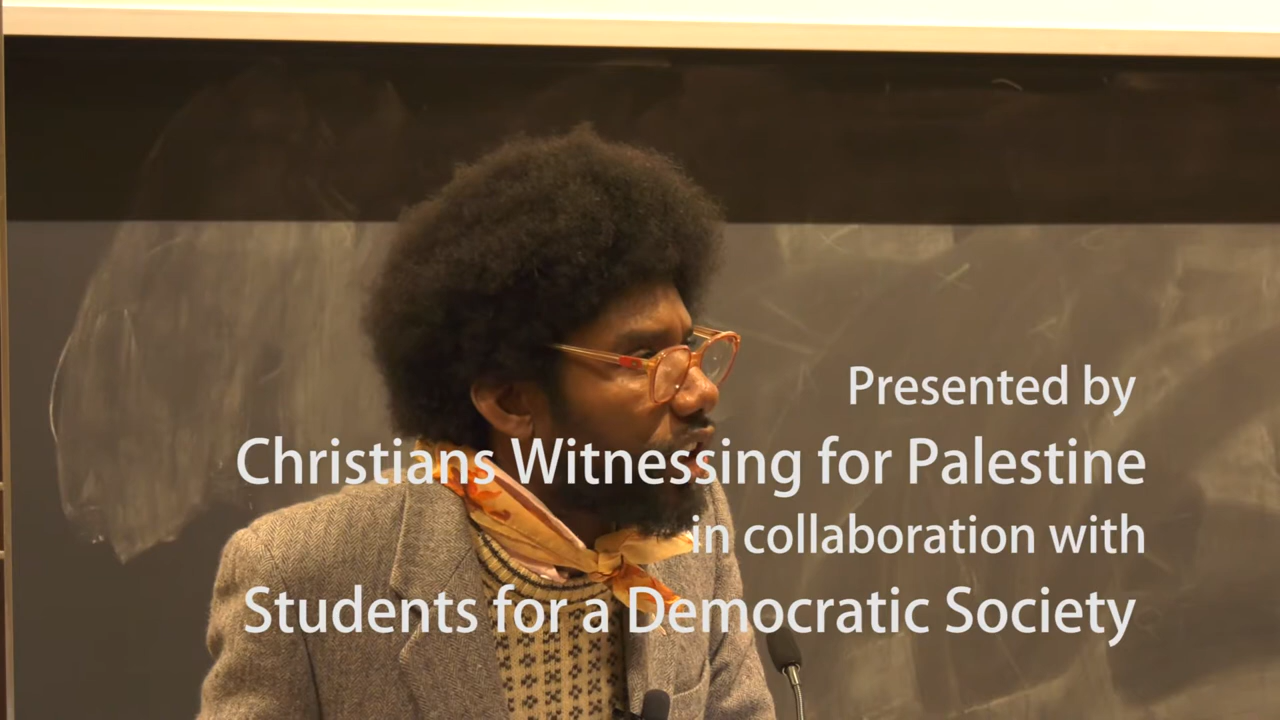 Presented by
Christians Witnessing for Palestine
in collaboration with
Students for a Democratic Society